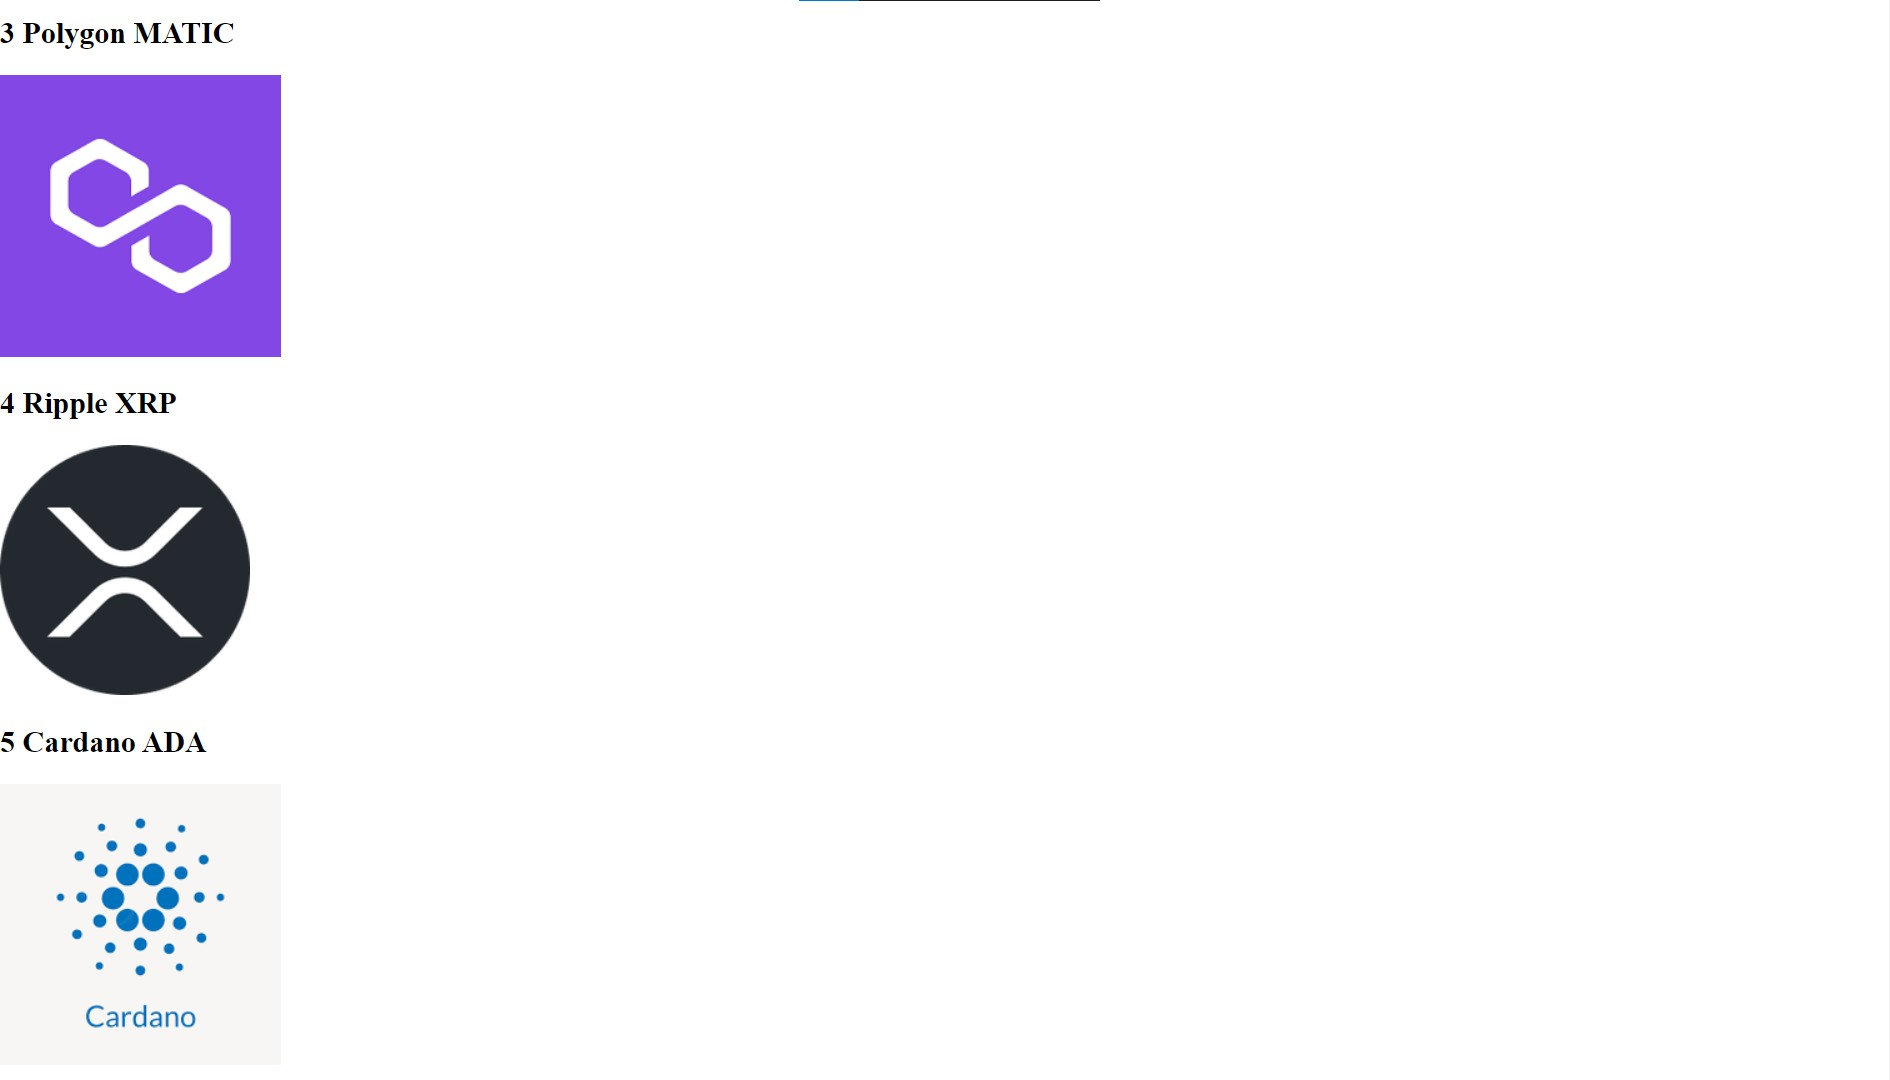 3 Polygon MATIC
4 Ripple XRP
5 Cardano ADA
Cardano